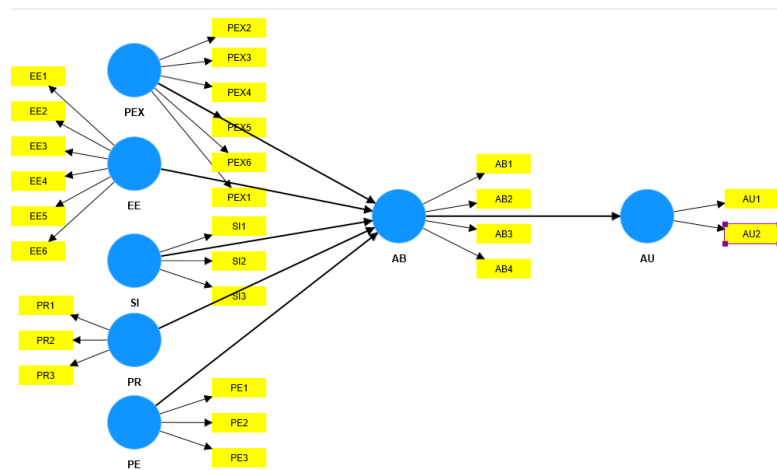 PEX2
PEX3
PEX4
PEX5
PEX6
PEX1
PEX
EE1
EE2
EE3
EE4
EE5
EE6
EE
SI1
SI2
SI3
SI
PR1
PR2
PR3
PR
PE1
PE2
PE3
PE
AB
AB1
AB2
AB3
AB4
AU
AU1
AU2